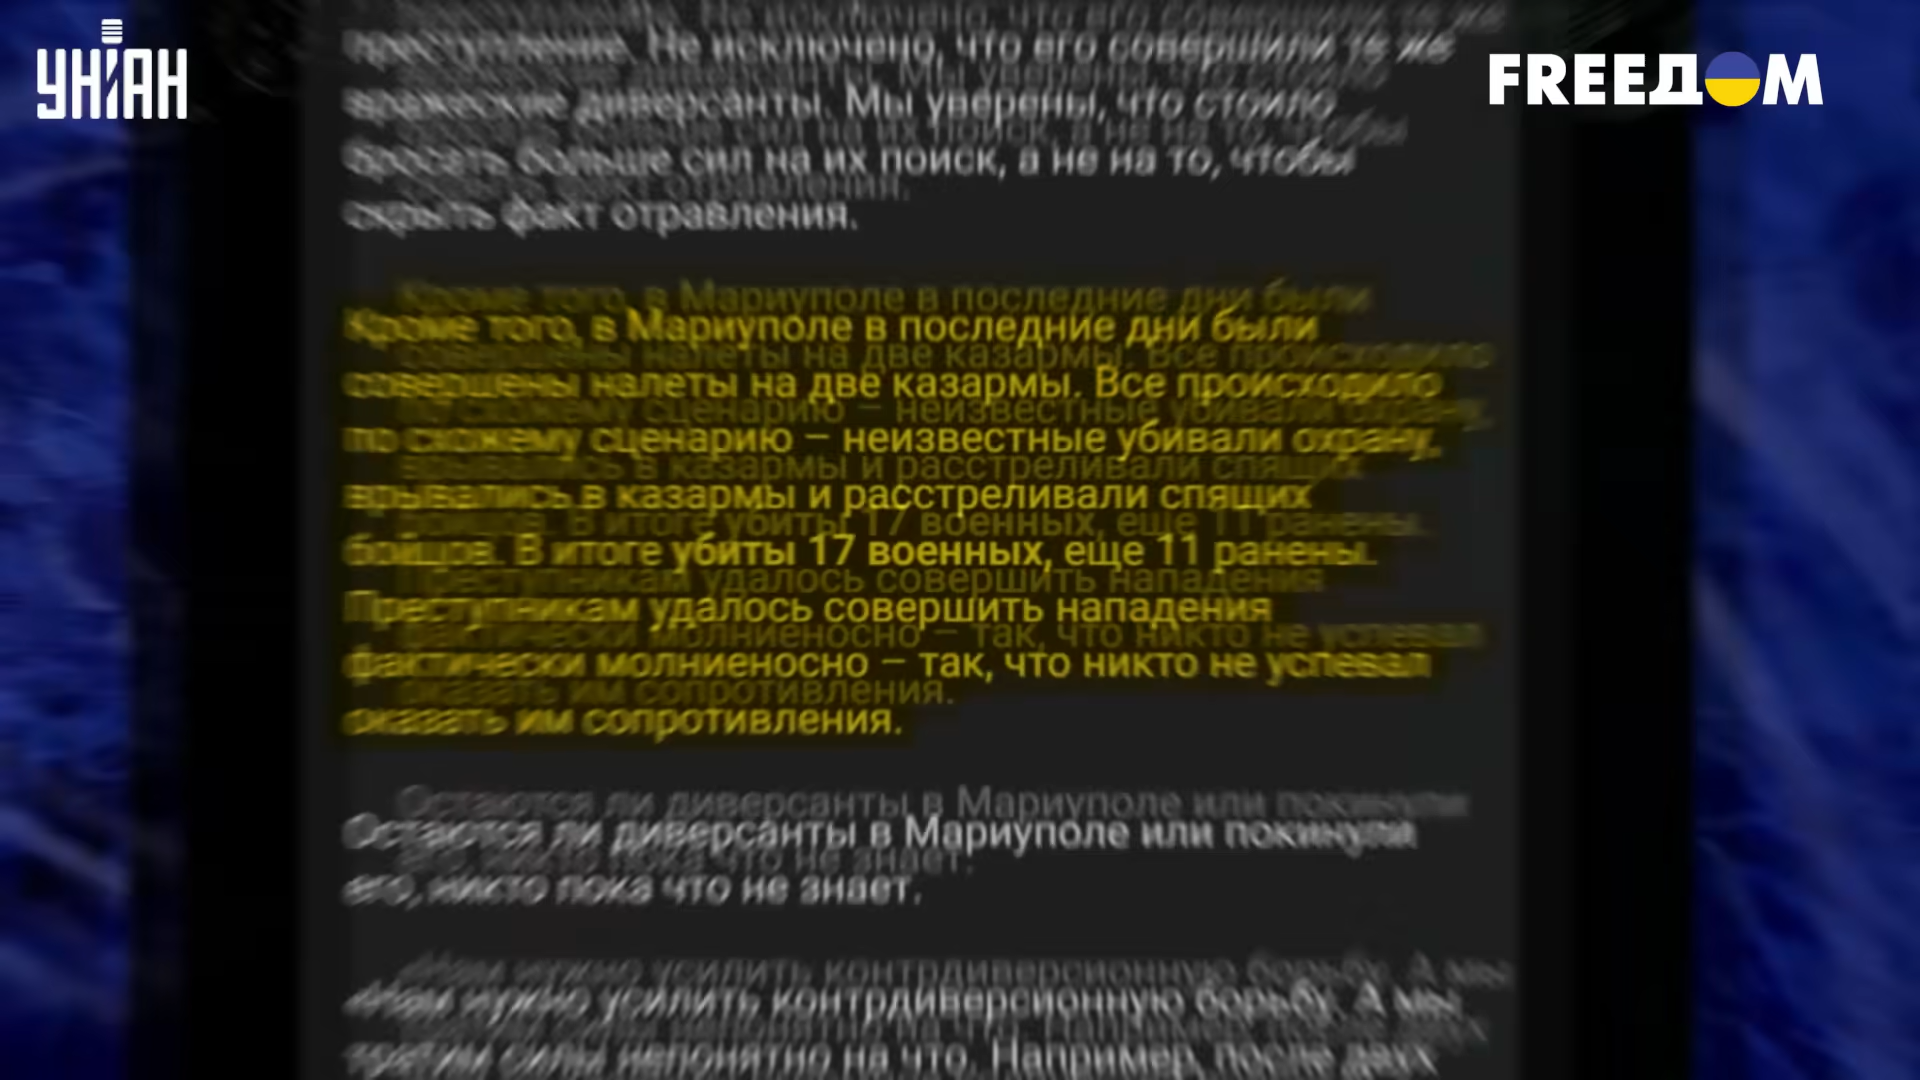 УНІАН
FREEДОМ
преступление. Не исключено, что его совершили те же
вражеские диверсанты. Мы уверены, что стоило
бросать больше сил на их поиск, а не на то, чтобы
скрыть факт отравления.
Кроме того, в Мариуполе в последние дни были
совершены налеты на две казармы. Все происходило
по схожему сценарию – неизвестные убивали охрану,
врывались в казармы и расстреливали спящих
бойцов. В итоге убиты 17 военных, еще 11 ранены.
Преступникам удалось совершить нападения
фактически молниеносно – так, что никто не успевал
оказать им сопротивления.
Остаются ли диверсанты в Мариуполе или покинули
его, никто пока что не знает.
«Нам нужно усилить контрдиверсионную борьбу. А мы
тратим силы непонятно на что. Например, после двух